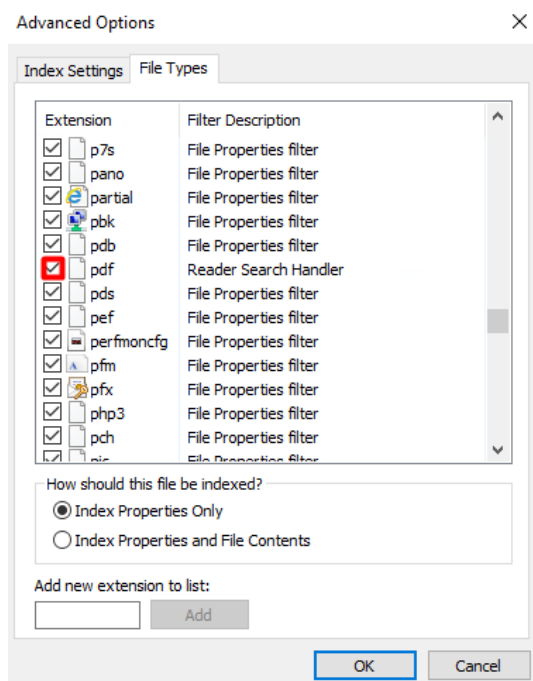 Advanced Options
Index Settings File Types
Extension Filter Description
p7s File Properties filter
pano File Properties filter
partial File Properties filter
pbk File Properties filter
pdb File Properties filter
pdf Reader Search Handler
pds File Properties filter
pef File Properties filter
perfmoncfg File Properties filter
pfm File Properties filter
pfx File Properties filter
php3 File Properties filter
pch File Properties filter
File Properties filter
How should this file be indexed?
Index Properties Only
Index Properties and File Contents
Add new extension to list:
Add
OK Cancel